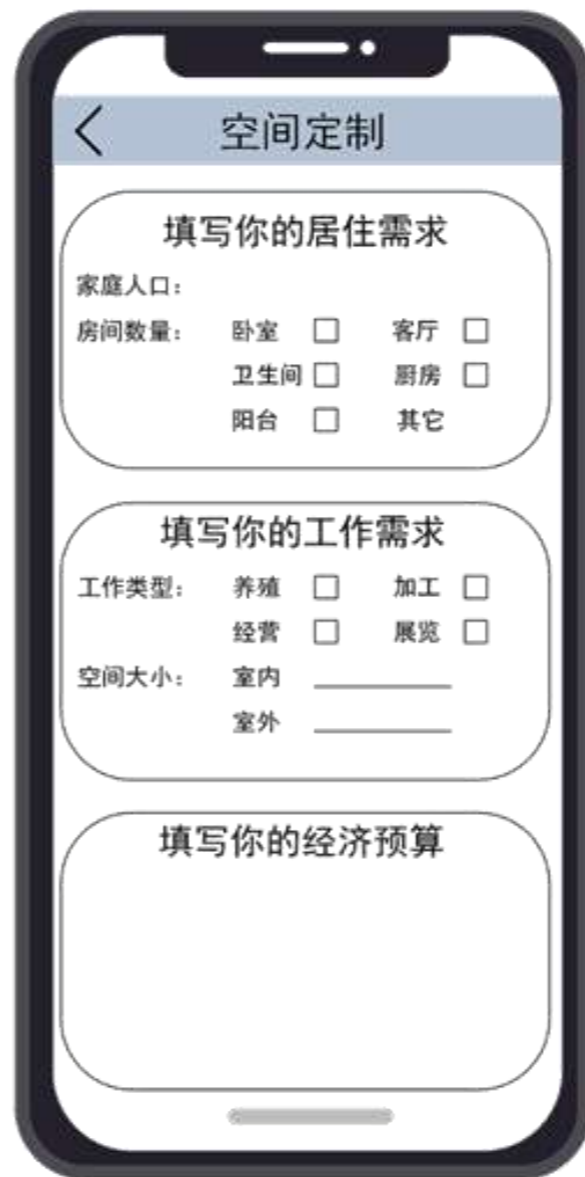 空间定制
填写你的居住需求
家庭人口：
房间数量： 卧室 客厅
卫生间 厨房
阳台 其它
填写你的工作需求
工作类型： 养殖 加工
经营 展览
空间大小： 室内
室外
填写你的经济预算